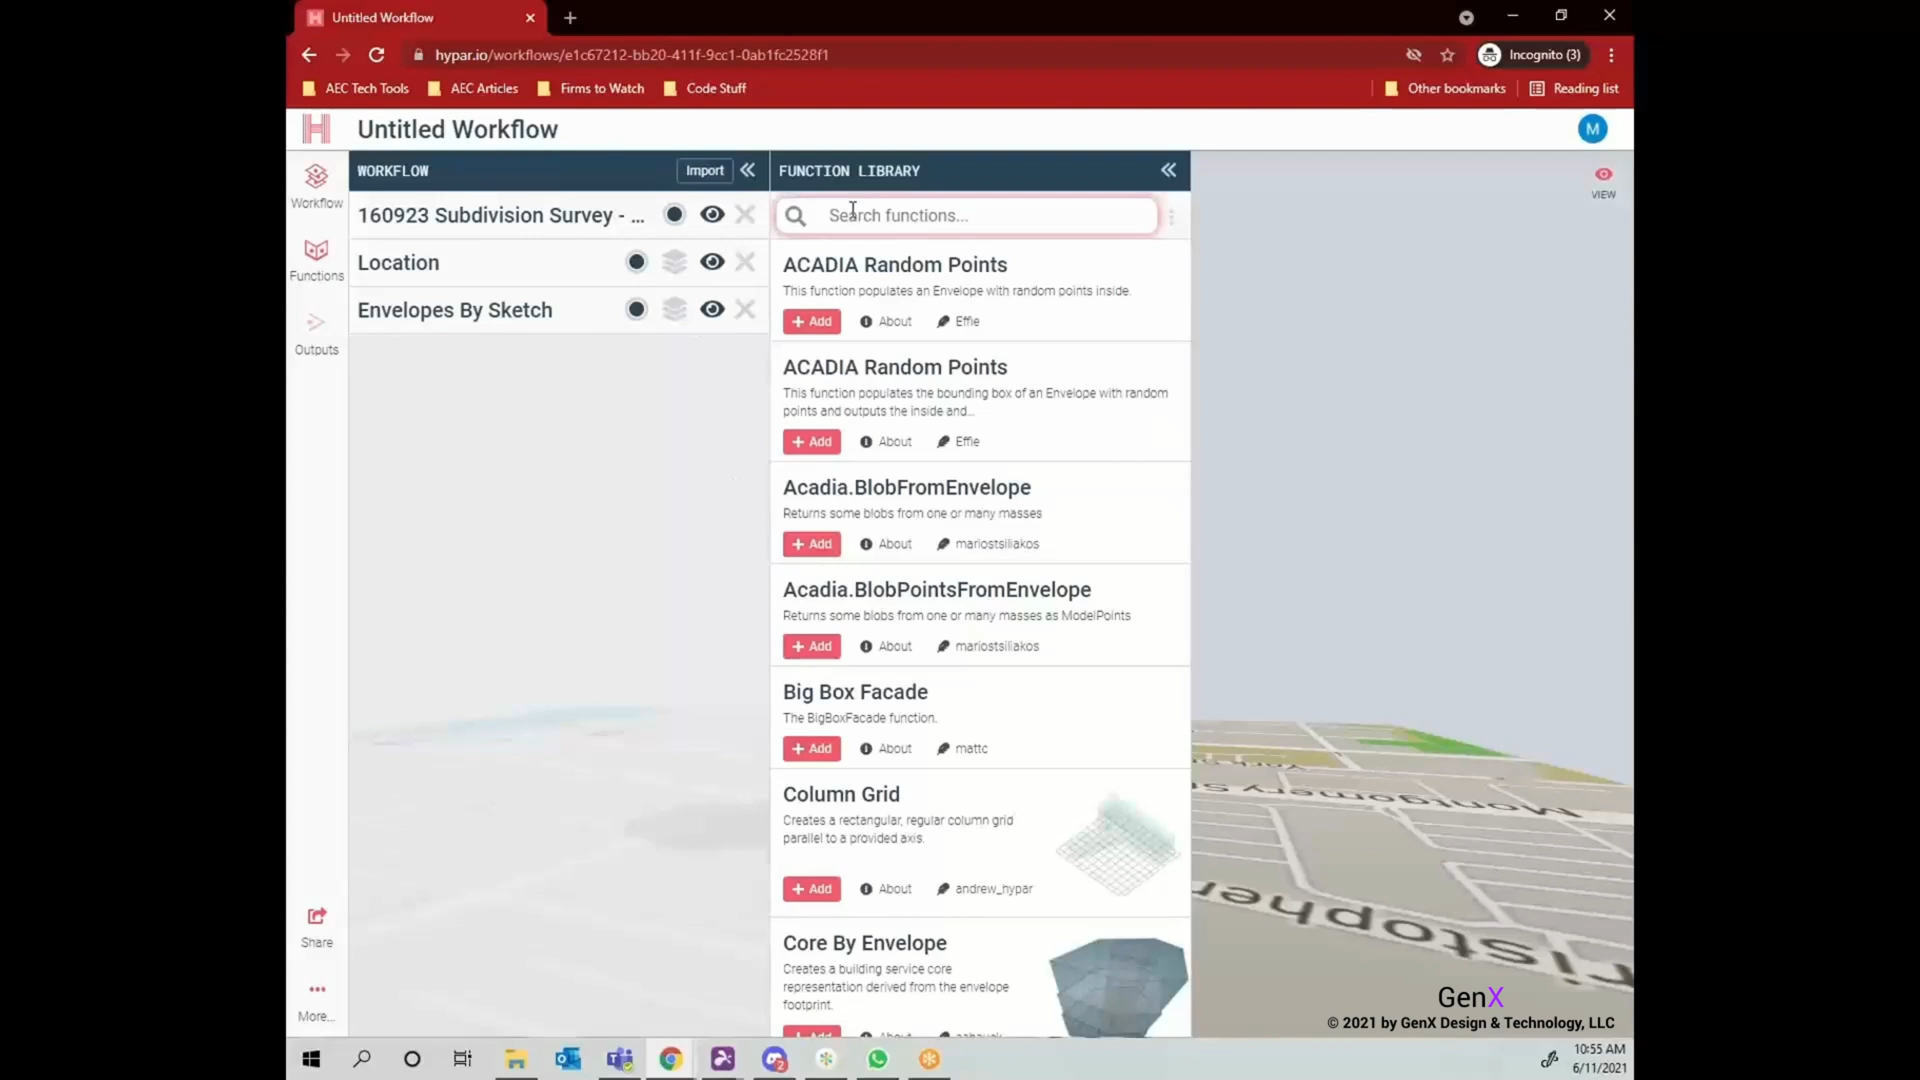 Untitled Workflow
hypar.io/workflows/e1c67212-bb20-411f-9cc1-0ab1fc2528f1
Incognito (3)
AEC Tech Tools
AEC Articles
Firms to Watch
Code Stuff
Other bookmarks
Reading list
Untitled Workflow
M
Workflow
Functions
Outputs
Share
More...
WORKFLOW
Import
160923 Subdivision Survey - ...
Location
Envelopes By Sketch
FUNCTION LIBRARY
Search functions...
ACADIA Random Points
This function populates an Envelope with random points inside.
+ Add
About
Effie
ACADIA Random Points
This function populates the bounding box of an Envelope with random
points and outputs the inside and...
+ Add
About
Effie
Acadia.BlobFromEnvelope
Returns some blobs from one or many masses
+ Add
About
mariostsiliakos
Acadia.BlobPointsFromEnvelope
Returns some blobs from one or many masses as ModelPoints
+ Add
About
mariostsiliakos
Big Box Facade
The BigBoxFacade function.
+ Add
About
mattc
Column Grid
Creates a rectangular, regular column grid
parallel to a provided axis.
+ Add
About
andrew_hypar
Core By Envelope
Creates a building service core
representation derived from the envelope
footprint.
+ Add
About
VIEW
GenX
© 2021 by GenX Design & Technology, LLC
10:55 AM
6/11/2021